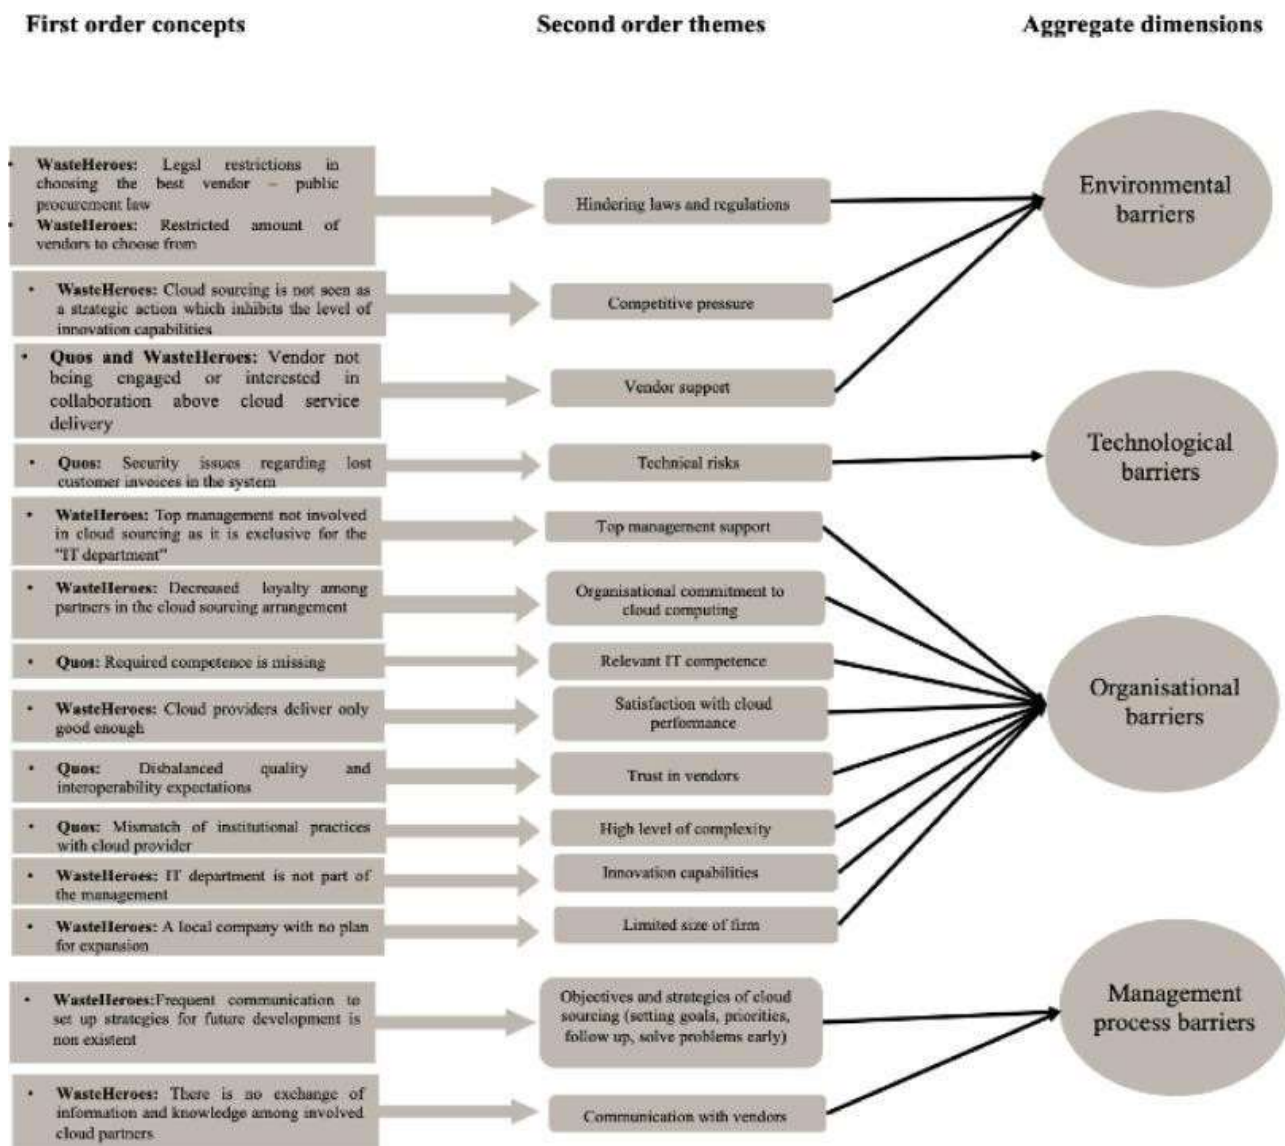 First order concepts
Second order themes
Aggregate dimensions
• WasteHeroes: Legal restrictions in
choosing the best vendor – public
procurement law
• WasteHeroes: Restricted amount of
vendors to choose from
Hindering laws and regulations
Environmental
barriers
• WasteHeroes: Cloud sourcing is not seen as
a strategic action which inhibits the level of
innovation capabilities
Competitive pressure
• Quos and WasteHeroes: Vendor not
being engaged or interested in
collaboration above cloud service
delivery
Vendor support
• Quos: Security issues regarding lost
customer invoices in the system
Technical risks
Technological
barriers
• WateHeroes: Top management not involved
in cloud sourcing as it is exclusive for the
"IT department"
Top management support
• WasteHeroes: Decreased loyalty among
partners in the cloud sourcing arrangement
Organisational commitment to
cloud computing
• Quos: Required competence is missing
Relevant IT competence
• WasteHeroes: Cloud providers deliver only
good enough
Satisfaction with cloud
performance
Organisational
barriers
• Quos: Disbalanced quality and
interoperability expectations
Trust in vendors
• Quos: Mismatch of institutional practices
with cloud provider
High level of complexity
• WasteHeroes: IT department is not part of
the management
Innovation capabilities
• WasteHeroes: A local company with no plan
for expansion
Limited size of firm
• WasteHeroes:Frequent communication to
set up strategies for future development is
non existent
Objectives and strategies of cloud
sourcing (setting goals, priorities,
follow up, solve problems early)
Management
process barriers
• WasteHeroes: There is no exchange of
information and knowledge among involved
cloud partners
Communication with vendors